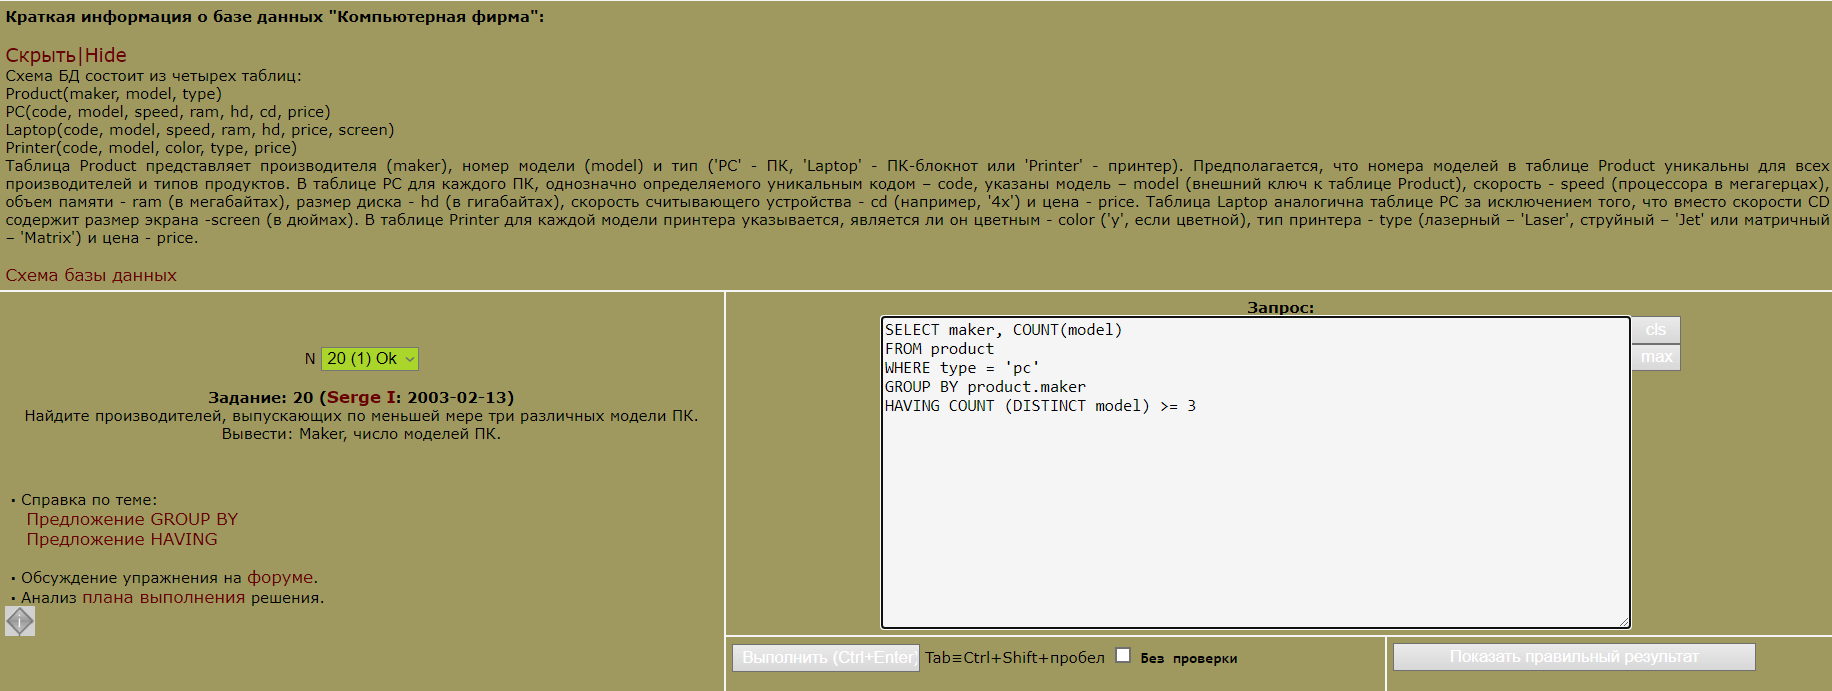 Краткая информация о базе данных "Компьютерная фирма":
Скрыть|Hide
Схема БД состоит из четырех таблиц:
Product(maker, model, type)
PC(code, model, speed, ram, hd, cd, price)
Laptop(code, model, speed, ram, hd, price, screen)
Printer(code, model, color, type, price)
Таблица Product представляет производителя (maker), номер модели (model) и тип ('PC' - ПК, 'Laptop' - ПК-блокнот или 'Printer' - принтер). Предполагается, что номера моделей в таблице Product уникальны для всех
производителей и типов продуктов. В таблице PC для каждого ПК, однозначно определяемого уникальным кодом – code, указаны модель – model (внешний ключ к таблице Product), скорость - speed (процессора в мегагерцах),
объем памяти - ram (в мегабайтах), размер диска - hd (в гигабайтах), скорость считывающего устройства - cd (например, '4x') и цена - price. Таблица Laptop аналогична таблице РС за исключением того, что вместо скорости CD
содержит размер экрана -screen (в дюймах). В таблице Printer для каждой модели принтера указывается, является ли он цветным - color ('y', если цветной), тип принтера - type (лазерный – 'Laser', струйный – 'Jet' или матричный
– 'Matrix') и цена - price.
Схема базы данных
N 20 (1) Ok
Задание: 20 (Serge I: 2003-02-13)
Найдите производителей, выпускающих по меньшей мере три различных модели ПК.
Вывести: Maker, число моделей ПК.
· Справка по теме:
Предложение GROUP BY
Предложение HAVING
· Обсуждение упражнения на форуме.
· Анализ плана выполнения решения.
i
Запрос:
SELECT maker, COUNT(model)
FROM product
WHERE type = 'pc'
GROUP BY product.maker
HAVING COUNT (DISTINCT model) >= 3
cls
max
Выполнить (Ctrl+Enter) Tab≡Ctrl+Shift+пробел Без проверки
Показать правильный результат